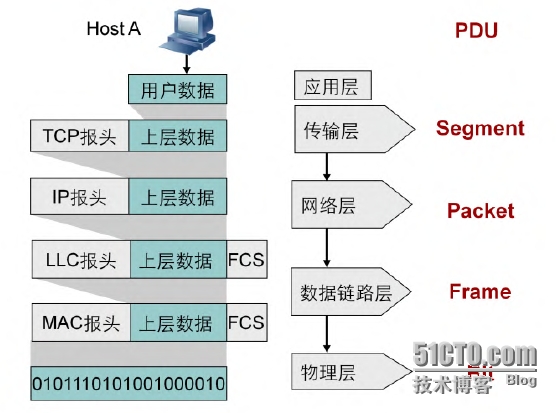 Host A
PDU
用户数据
应用层
TCP报头 上层数据
传输层
Segment
IP报头 上层数据
网络层
Packet
LLC报头 上层数据 FCS
数据链路层
Frame
MAC报头 上层数据 FCS
物理层
51CTO.com
技术博客 Blog
0101110101001000010